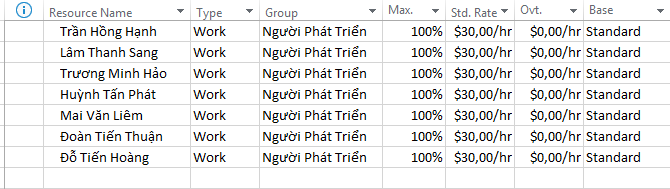 Resource Name Type Group Max. Std. Rate Ovt. Base
Trần Hồng Hạnh Work Người Phát Triển 100% $30,00/hr $0,00/hr Standard
Lâm Thanh Sang Work Người Phát Triển 100% $30,00/hr $0,00/hr Standard
Trương Minh Hảo Work Người Phát Triển 100% $30,00/hr $0,00/hr Standard
Huỳnh Tấn Phát Work Người Phát Triển 100% $30,00/hr $0,00/hr Standard
Mai Văn Liêm Work Người Phát Triển 100% $30,00/hr $0,00/hr Standard
Đoàn Tiến Thuận Work Người Phát Triển 100% $30,00/hr $0,00/hr Standard
Đỗ Tiến Hoàng Work Người Phát Triển 100% $30,00/hr $0,00/hr Standard